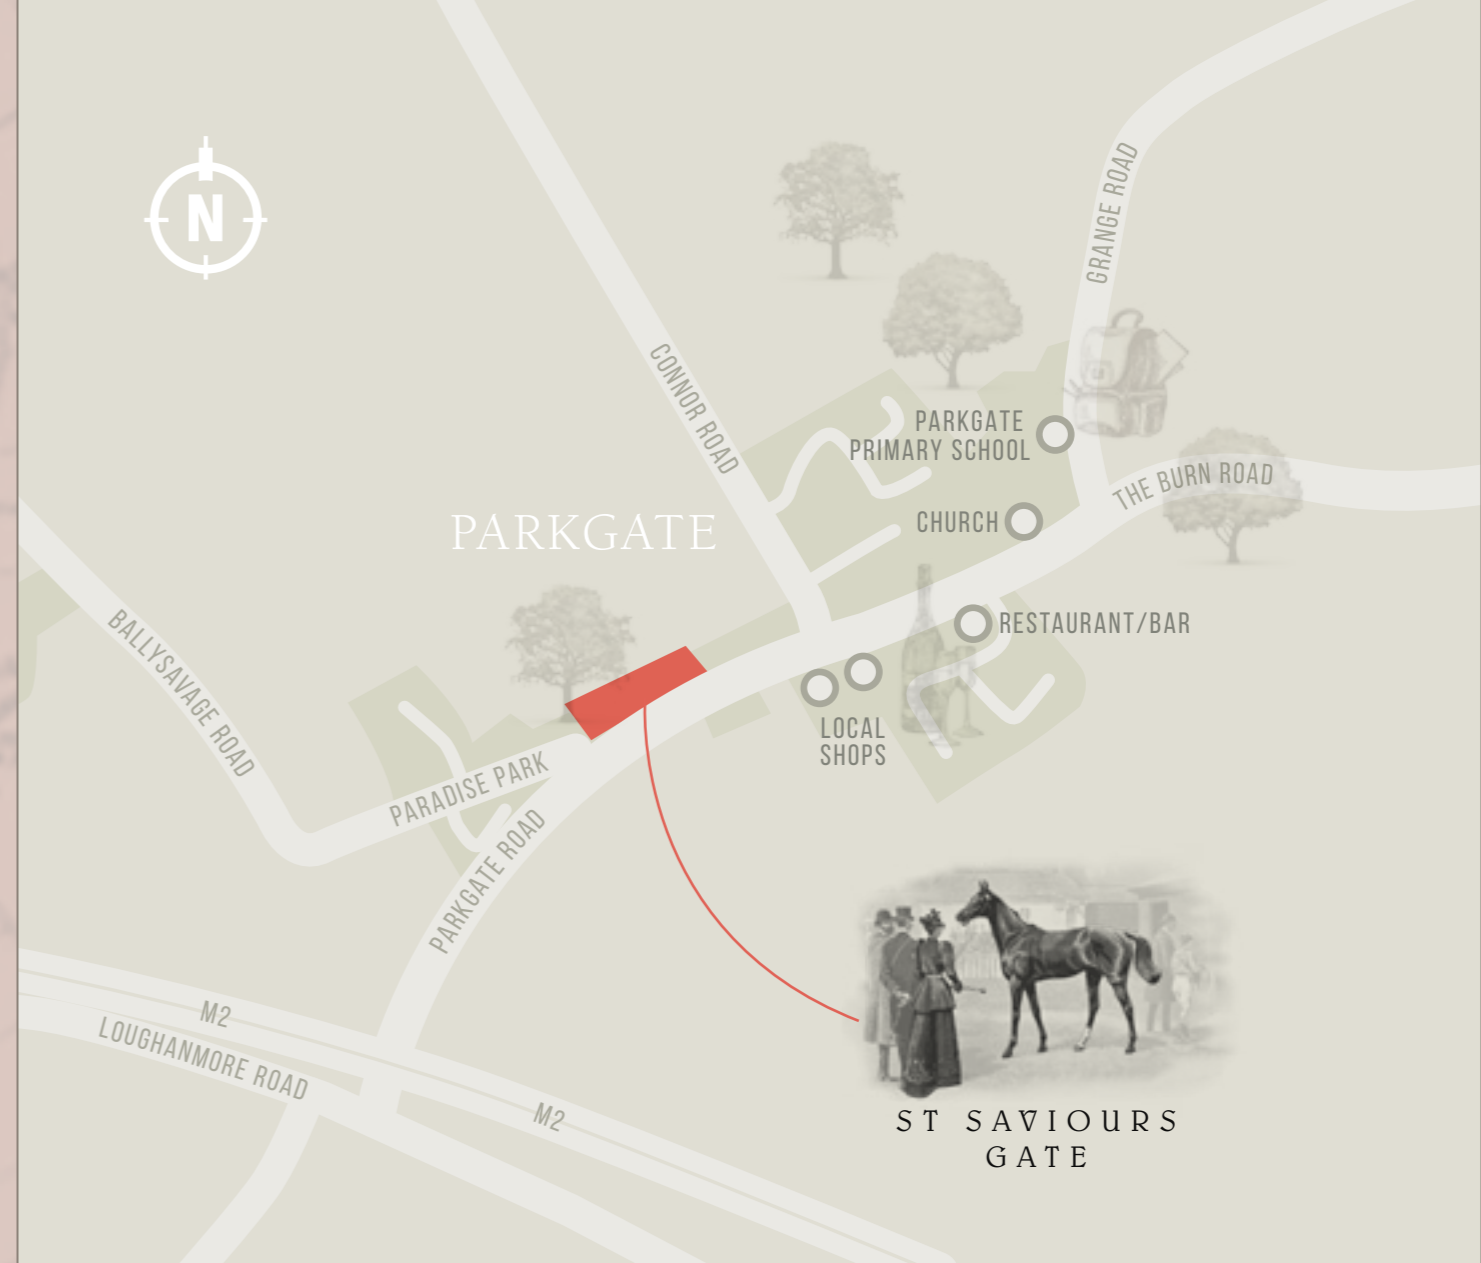 GRANGE ROAD
N
CONNOR ROAD
PARKGATE
PRIMARY SCHOOL
THE BURN ROAD
CHURCH
PARKGATE
RESTAURANT/BAR
BALLYSAVAGE ROAD
LOCAL
SHOPS
PARADISE PARK
PARKGATE ROAD
M2
LOUGHANMORE ROAD
M2
ST SAVIOURS
GATE